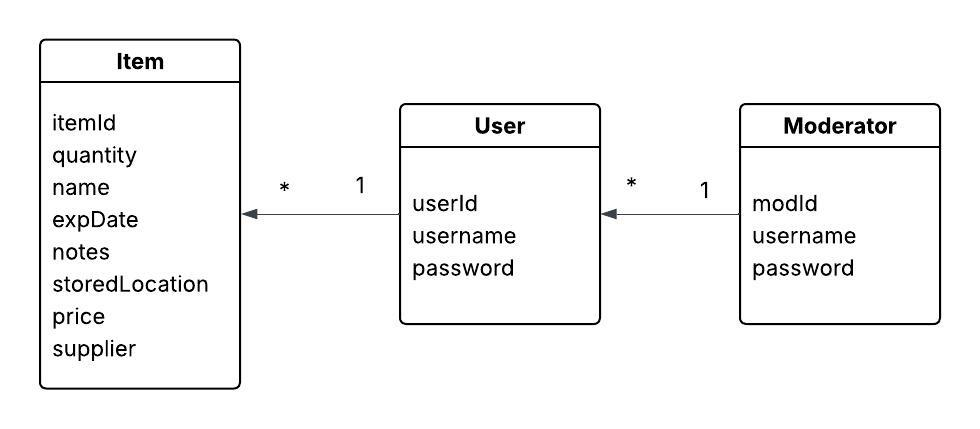 Item
itemId
quantity
name
expDate
notes
storedLocation
price
supplier
* 1
User
userId
username
password
* 1
Moderator
modId
username
password